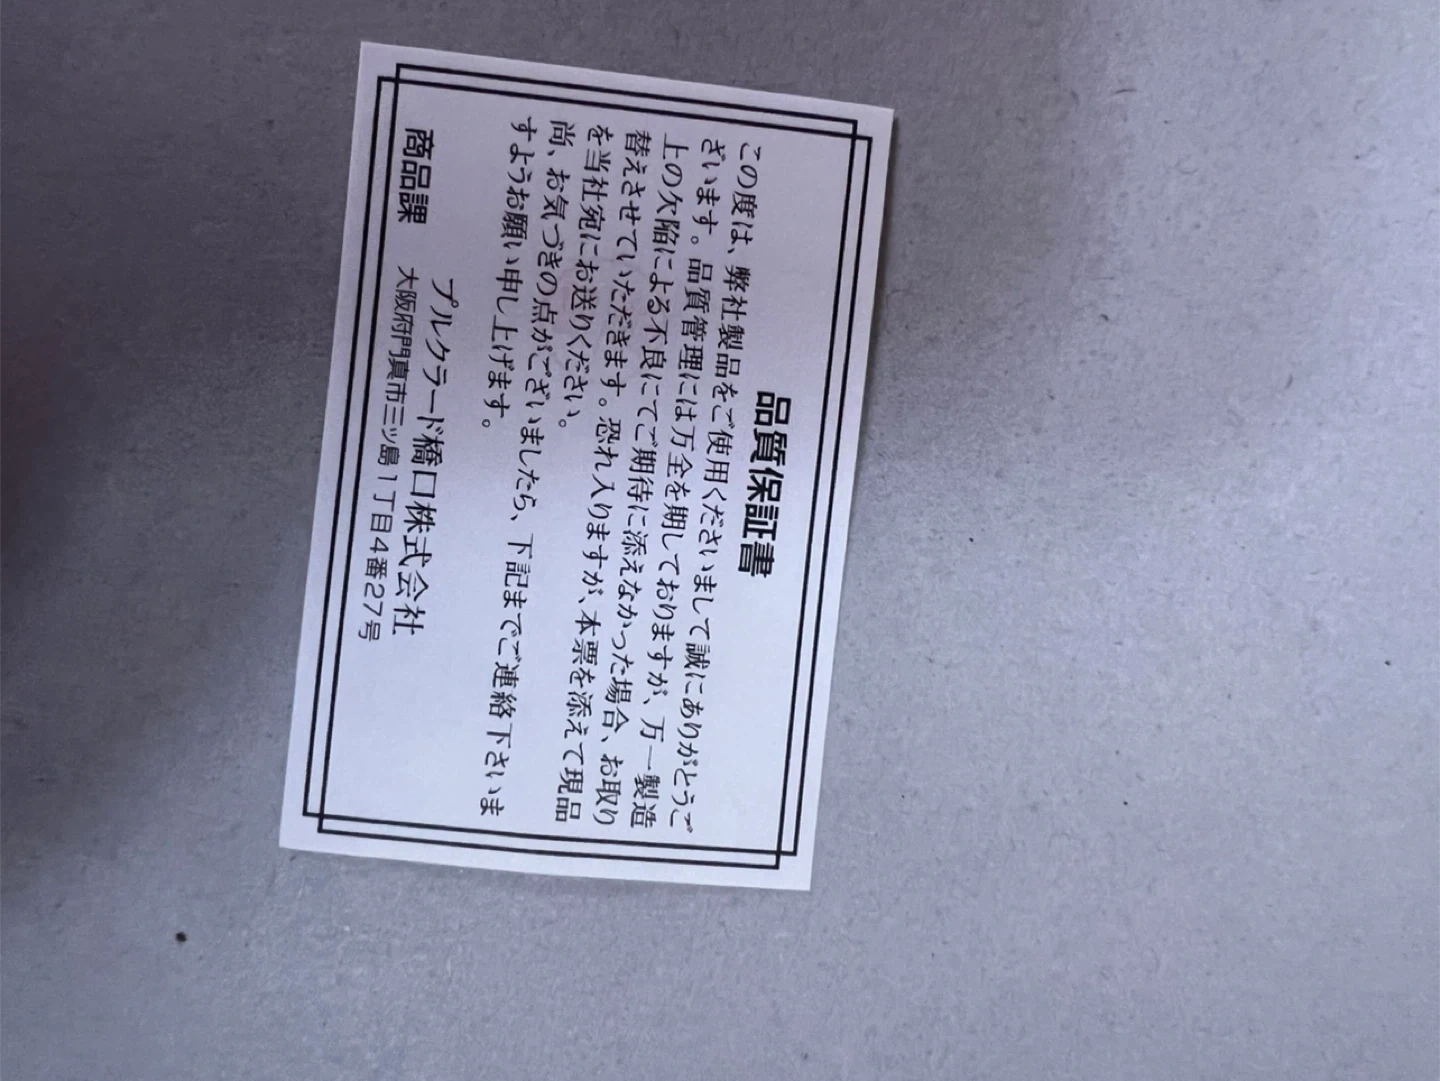 品質保証書
この度は、弊社製品をご使用くださいまして誠にありがとうご
ざいます。品質管理には万全を期しておりますが、万一製造
上の欠陥による不良にてご期待に添えなかった場合、お取り
替えさせていただきます。恐れ入りますが、本票を添えて現品
を当社宛にお送りください。
尚、お気づきの点がございましたら、下記までご連絡下さいま
すようお願い申し上げます。
プルクラード橋口株式会社
商品課 大阪府門真市三ツ島1丁目4番27号